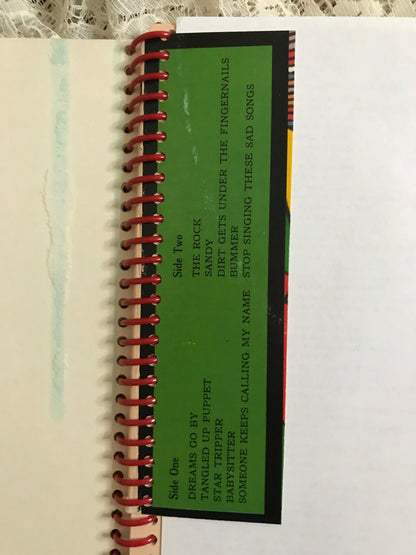 Side One
DREAMS GO BY
TANGLED UP PUPPET
STAR TRIPPER
BABYSITTER
SOMEONE KEEPS CALLING MY NAME
Side Two
THE ROCK
SANDY
DIRT GETS UNDER THE FINGERNAILS
BUMMER
STOP SINGING THESE SAD SONGS